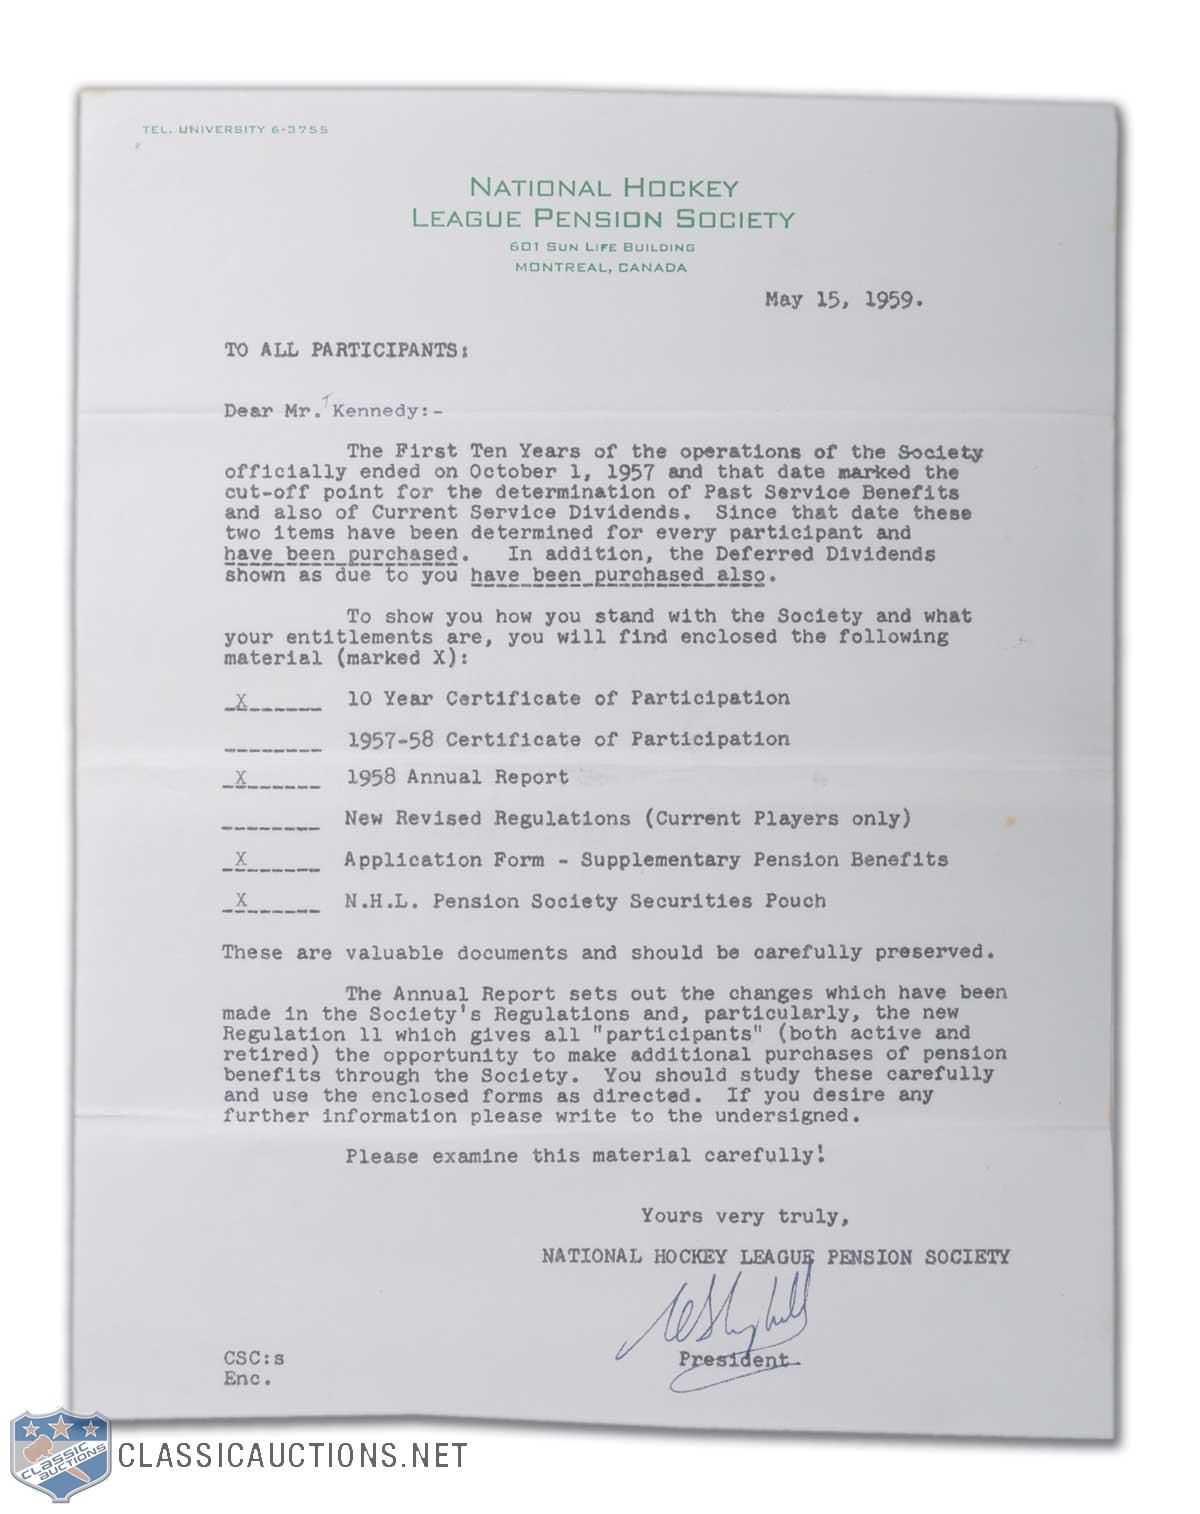 TEL. UNIVERSITY 6-3755
NATIONAL HOCKEY
LEAGUE PENSION SOCIETY
601 SUN LIFE BUILDING
MONTREAL, CANADA
May 15, 1959.
TO ALL PARTICIPANTS:
Dear Mr. T Kennedy:-
The First Ten Years of the operations of the Society
officially ended on October 1, 1957 and that date marked the
cut-off point for the determination of Past Service Benefits
and also of Current Service Dividends. Since that date these
two items have been determined for every participant and
have been purchased. In addition, the Deferred Dividends
shown as due to you have been purchased also.
To show you how you stand with the Society and what
your entitlements are, you will find enclosed the following
material (marked X):
X 10 Year Certificate of Participation
1957-58 Certificate of Participation
X 1958 Annual Report
New Revised Regulations (Current Players only)
X Application Form - Supplementary Pension Benefits
X N.H.L. Pension Society Securities Pouch
These are valuable documents and should be carefully preserved.
The Annual Report sets out the changes which have been
made in the Society's Regulations and, particularly, the new
Regulation 11 which gives all "participants" (both active and
retired) the opportunity to make additional purchases of pension
benefits through the Society. You should study these carefully
and use the enclosed forms as directed. If you desire any
further information please write to the undersigned.
Please examine this material carefully!
Yours very truly,
NATIONAL HOCKEY LEAGUE PENSION SOCIETY
President
CSC:s
Enc.
CLASSIC
AUCTIONS
CLASSICAUCTIONS.NET